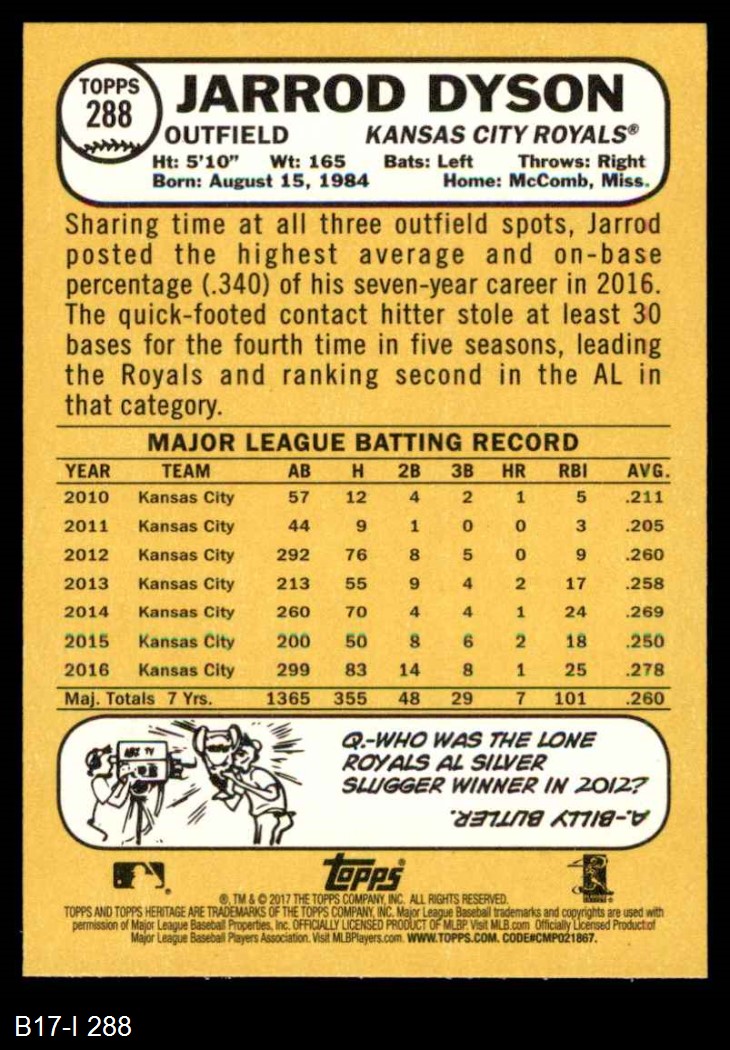 TOPPS
288
JARROD DYSON
OUTFIELD KANSAS CITY ROYALS®
Ht: 5'10" Wt: 165 Bats: Left Throws: Right
Born: August 15, 1984 Home: McComb, Miss.
Sharing time at all three outfield spots, Jarrod
posted the highest average and on-base
percentage (.340) of his seven-year career in 2016.
The quick-footed contact hitter stole at least 30
bases for the fourth time in five seasons, leading
the Royals and ranking second in the AL in
that category.
MAJOR LEAGUE BATTING RECORD
YEAR TEAM AB H 2B 3B HR RBI AVG.
2010 Kansas City 57 12 4 2 1 5 .211
2011 Kansas City 44 9 1 0 0 3 .205
2012 Kansas City 292 76 8 5 0 9 .260
2013 Kansas City 213 55 9 4 2 17 .258
2014 Kansas City 260 70 4 4 1 24 .269
2015 Kansas City 200 50 8 6 2 18 .250
2016 Kansas City 299 83 14 8 1 25 .278
Maj. Totals 7 Yrs. 1365 355 48 29 7 101 .260
Q.-WHO WAS THE LONE
ROYALS AL SILVER
SLUGGER WINNER IN 2012?
A.-BILLY BUTLER.
Topps®
®, TM & © 2017 THE TOPPS COMPANY, INC. ALL RIGHTS RESERVED.
TOPPS AND TOPPS HERITAGE ARE TRADEMARKS OF THE TOPPS COMPANY, INC. Major League Baseball trademarks and copyrights are used with
permission of Major League Baseball Properties, Inc. OFFICIALLY LICENSED PRODUCT OF MLBP. Visit MLB.com Officially Licensed Product of
Major League Baseball Players Association. Visit MLBPlayers.com. WWW.TOPPS.COM. CODE#CMP021867.
B17-I 288